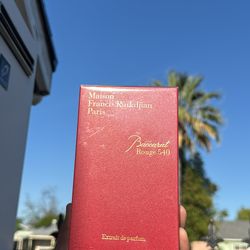 Maison
Francis Kurkdjian
Paris
Baccarat
Rouge 540
Extrait de parfum